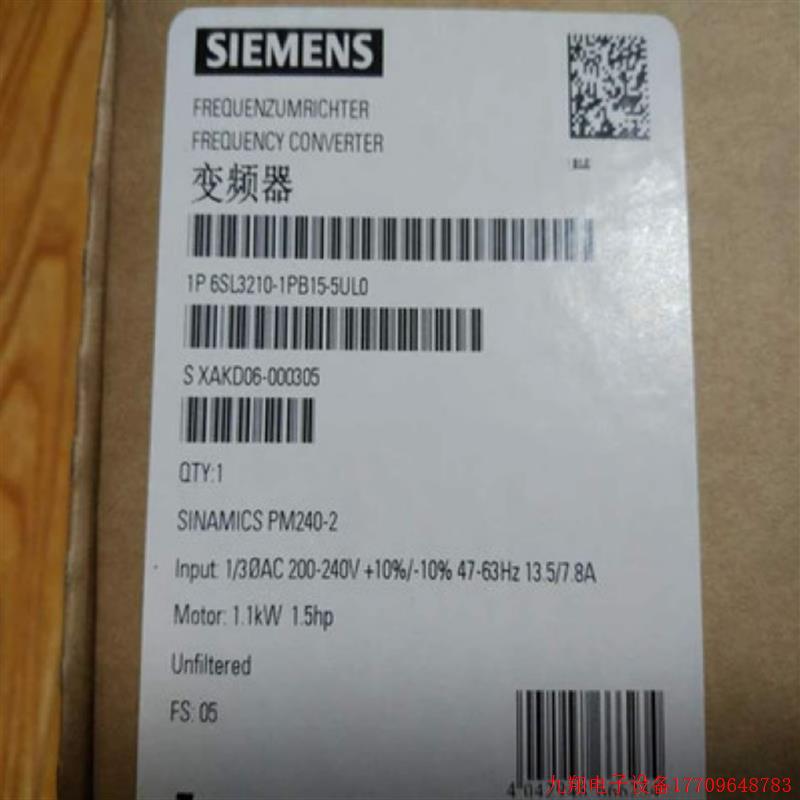 SIEMENS
FREQUENZUMRICHTER
FREQUENCY CONVERTER
变频器
1P 6SL3210-1PB15-5UL0
S XAKD06-000305
QTY:1
SINAMICS PM240-2
Input: 1/3ØAC 200-240V +10%/-10% 47-63Hz 13.5/7.8A
Motor: 1.1kW 1.5hp
Unfiltered
FS: 05
九翔电子设备17709648783